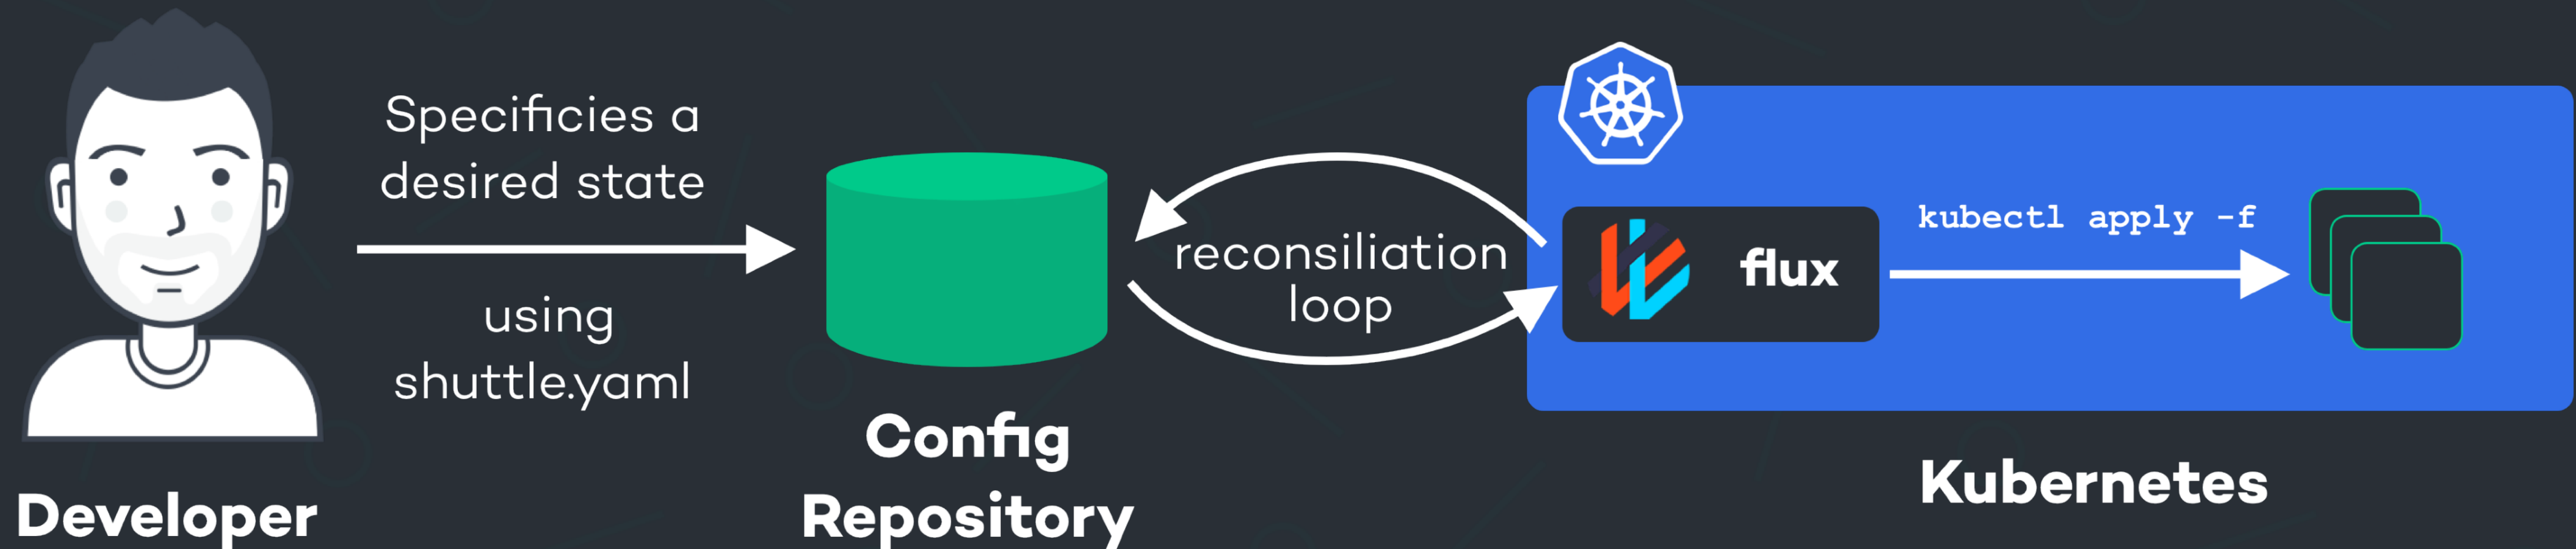 Specificies a
desired state
using
shuttle.yaml
Developer
Config
Repository
reconsiliation
loop
flux
kubectl apply -f
Kubernetes